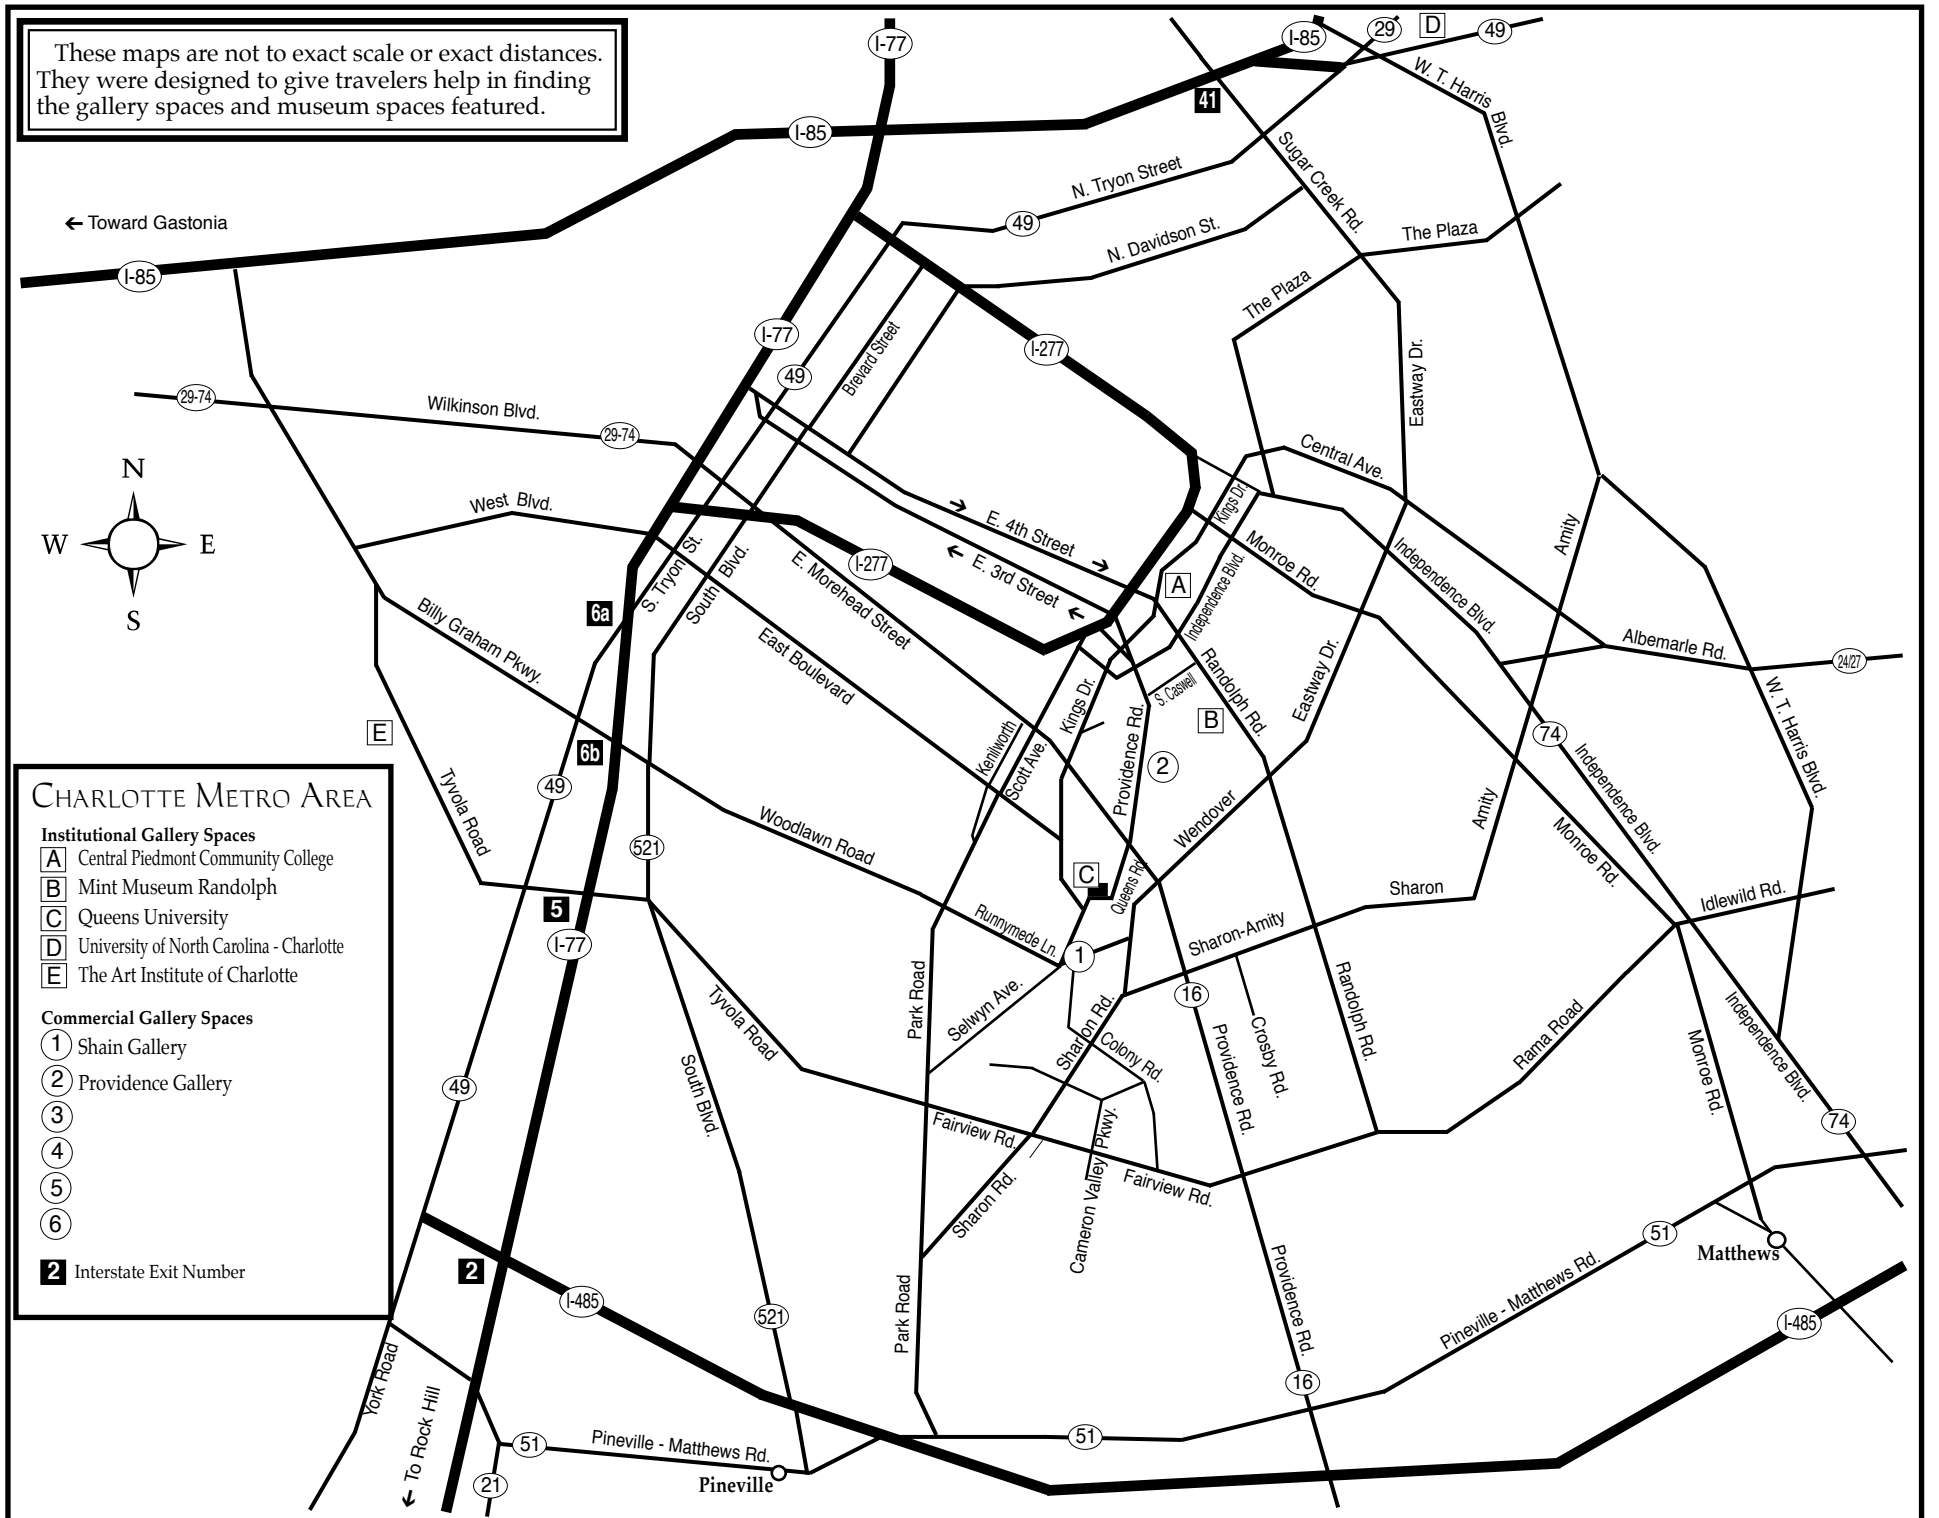 These maps are not to exact scale or exact distances.
They were designed to give travelers help in finding
the gallery spaces and museum spaces featured.
I-77
I-85
29
D
49
W. T. Harris
Blvd.
41
I-85
Sugar Creek Rd.
N. Tryon Street
49
N. Davidson St.
The Plaza
The Plaza
← Toward Gastonia
I-85
I-77
49
Brevard Street
I-277
Eastway Dr.
29-74
Wilkinson Blvd.
29-74
Central Ave.
N
W
E
S
West Blvd.
Kings Dr.
E. 4th Street
E. 3rd Street
I-277
E. Morehead Street
S. Tryon St.
South Blvd.
6a
A
Independence Blvd.
Monroe Rd.
Independence Blvd.
Amity
Albemarle Rd.
24/27
Billy Graham Pkwy.
East Boulevard
Randolph Rd.
S. Caswell
B
Eastway Dr.
Kings Dr.
Kenilworth
Scott Ave.
Providence Rd.
2
W. T. Harris Blvd.
74
Independence Blvd.
E
Tyvola Road
6b
49
521
Woodlawn Road
Wendover
Amity
Monroe Rd.
C
Queens Rd.
Sharon
Idlewild Rd.
5
I-77
Runnymede Ln.
1
Sharon-Amity
16
Selwyn Ave.
Park Road
Tyvola Road
Sharon Rd.
Colony Rd.
Providence Rd.
Crosby Rd.
Randolph Rd.
Rama Road
Monroe Rd.
Independence Blvd.
74
49
South Blvd.
Fairview Rd.
Cameron Valley Pkwy.
Fairview Rd.
Sharon Rd.
Park Road
Providence Rd.
16
Pineville - Matthews Rd.
51
Matthews
I-485
2
I-485
521
York Road
← To Rock Hill
51
21
Pineville - Matthews Rd.
Pineville
51
CHARLOTTE METRO AREA
Institutional Gallery Spaces
A Central Piedmont Community College
B Mint Museum Randolph
C Queens University
D University of North Carolina - Charlotte
E The Art Institute of Charlotte
Commercial Gallery Spaces
1 Shain Gallery
2 Providence Gallery
3
4
5
6
2 Interstate Exit Number